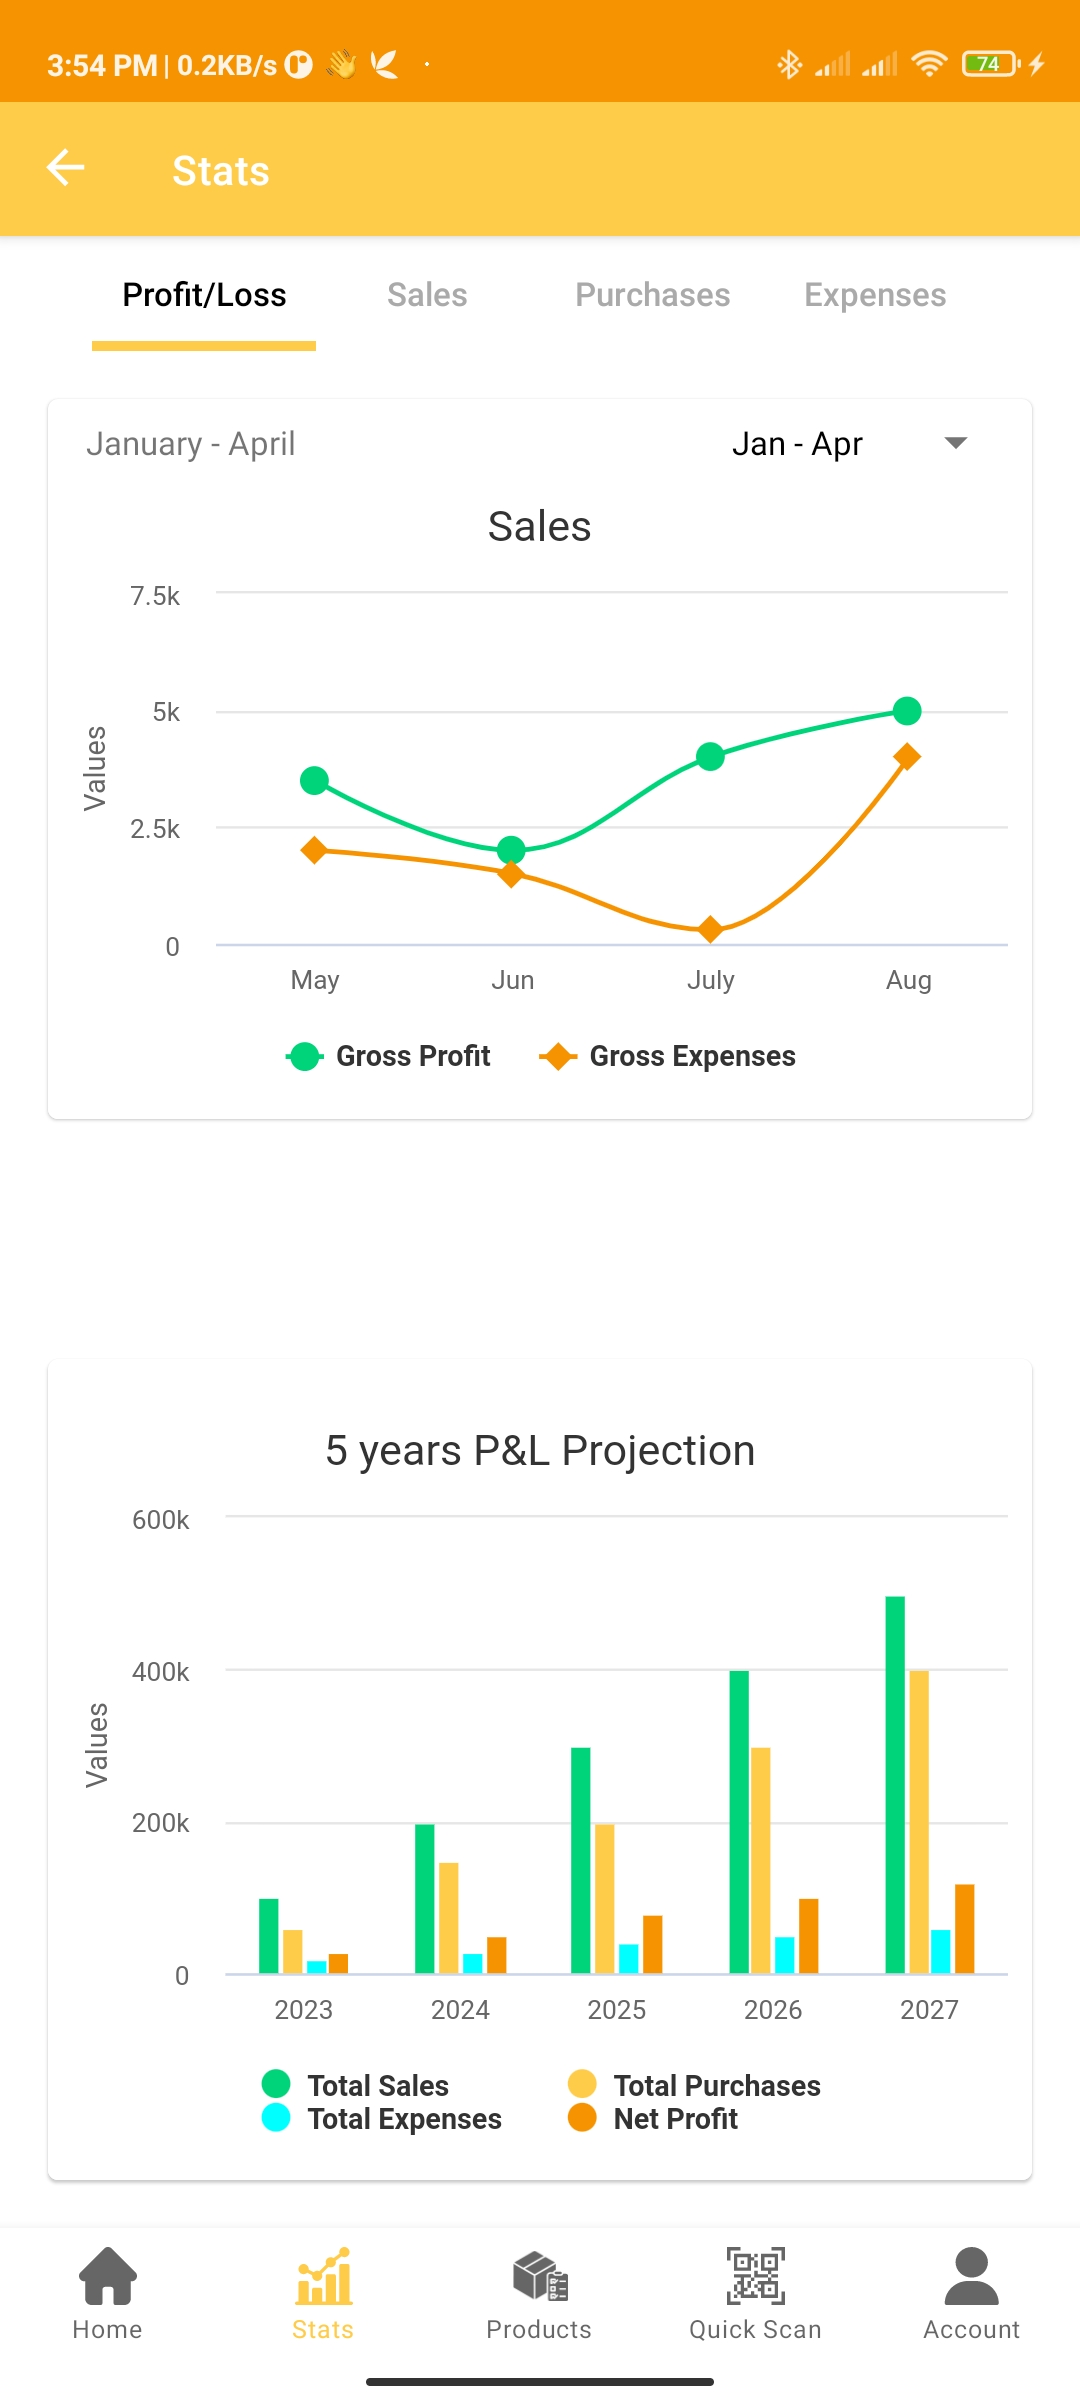 3:54 PM | 0.2KB/s
74
Stats
Profit/Loss Sales Purchases Expenses
January - April Jan - Apr
Sales
7.5k
5k
2.5k
0
Values
May Jun July Aug
Gross Profit Gross Expenses
5 years P&L Projection
600k
400k
200k
0
Values
2023 2024 2025 2026 2027
Total Sales Total Purchases
Total Expenses Net Profit
Home Stats Products Quick Scan Account